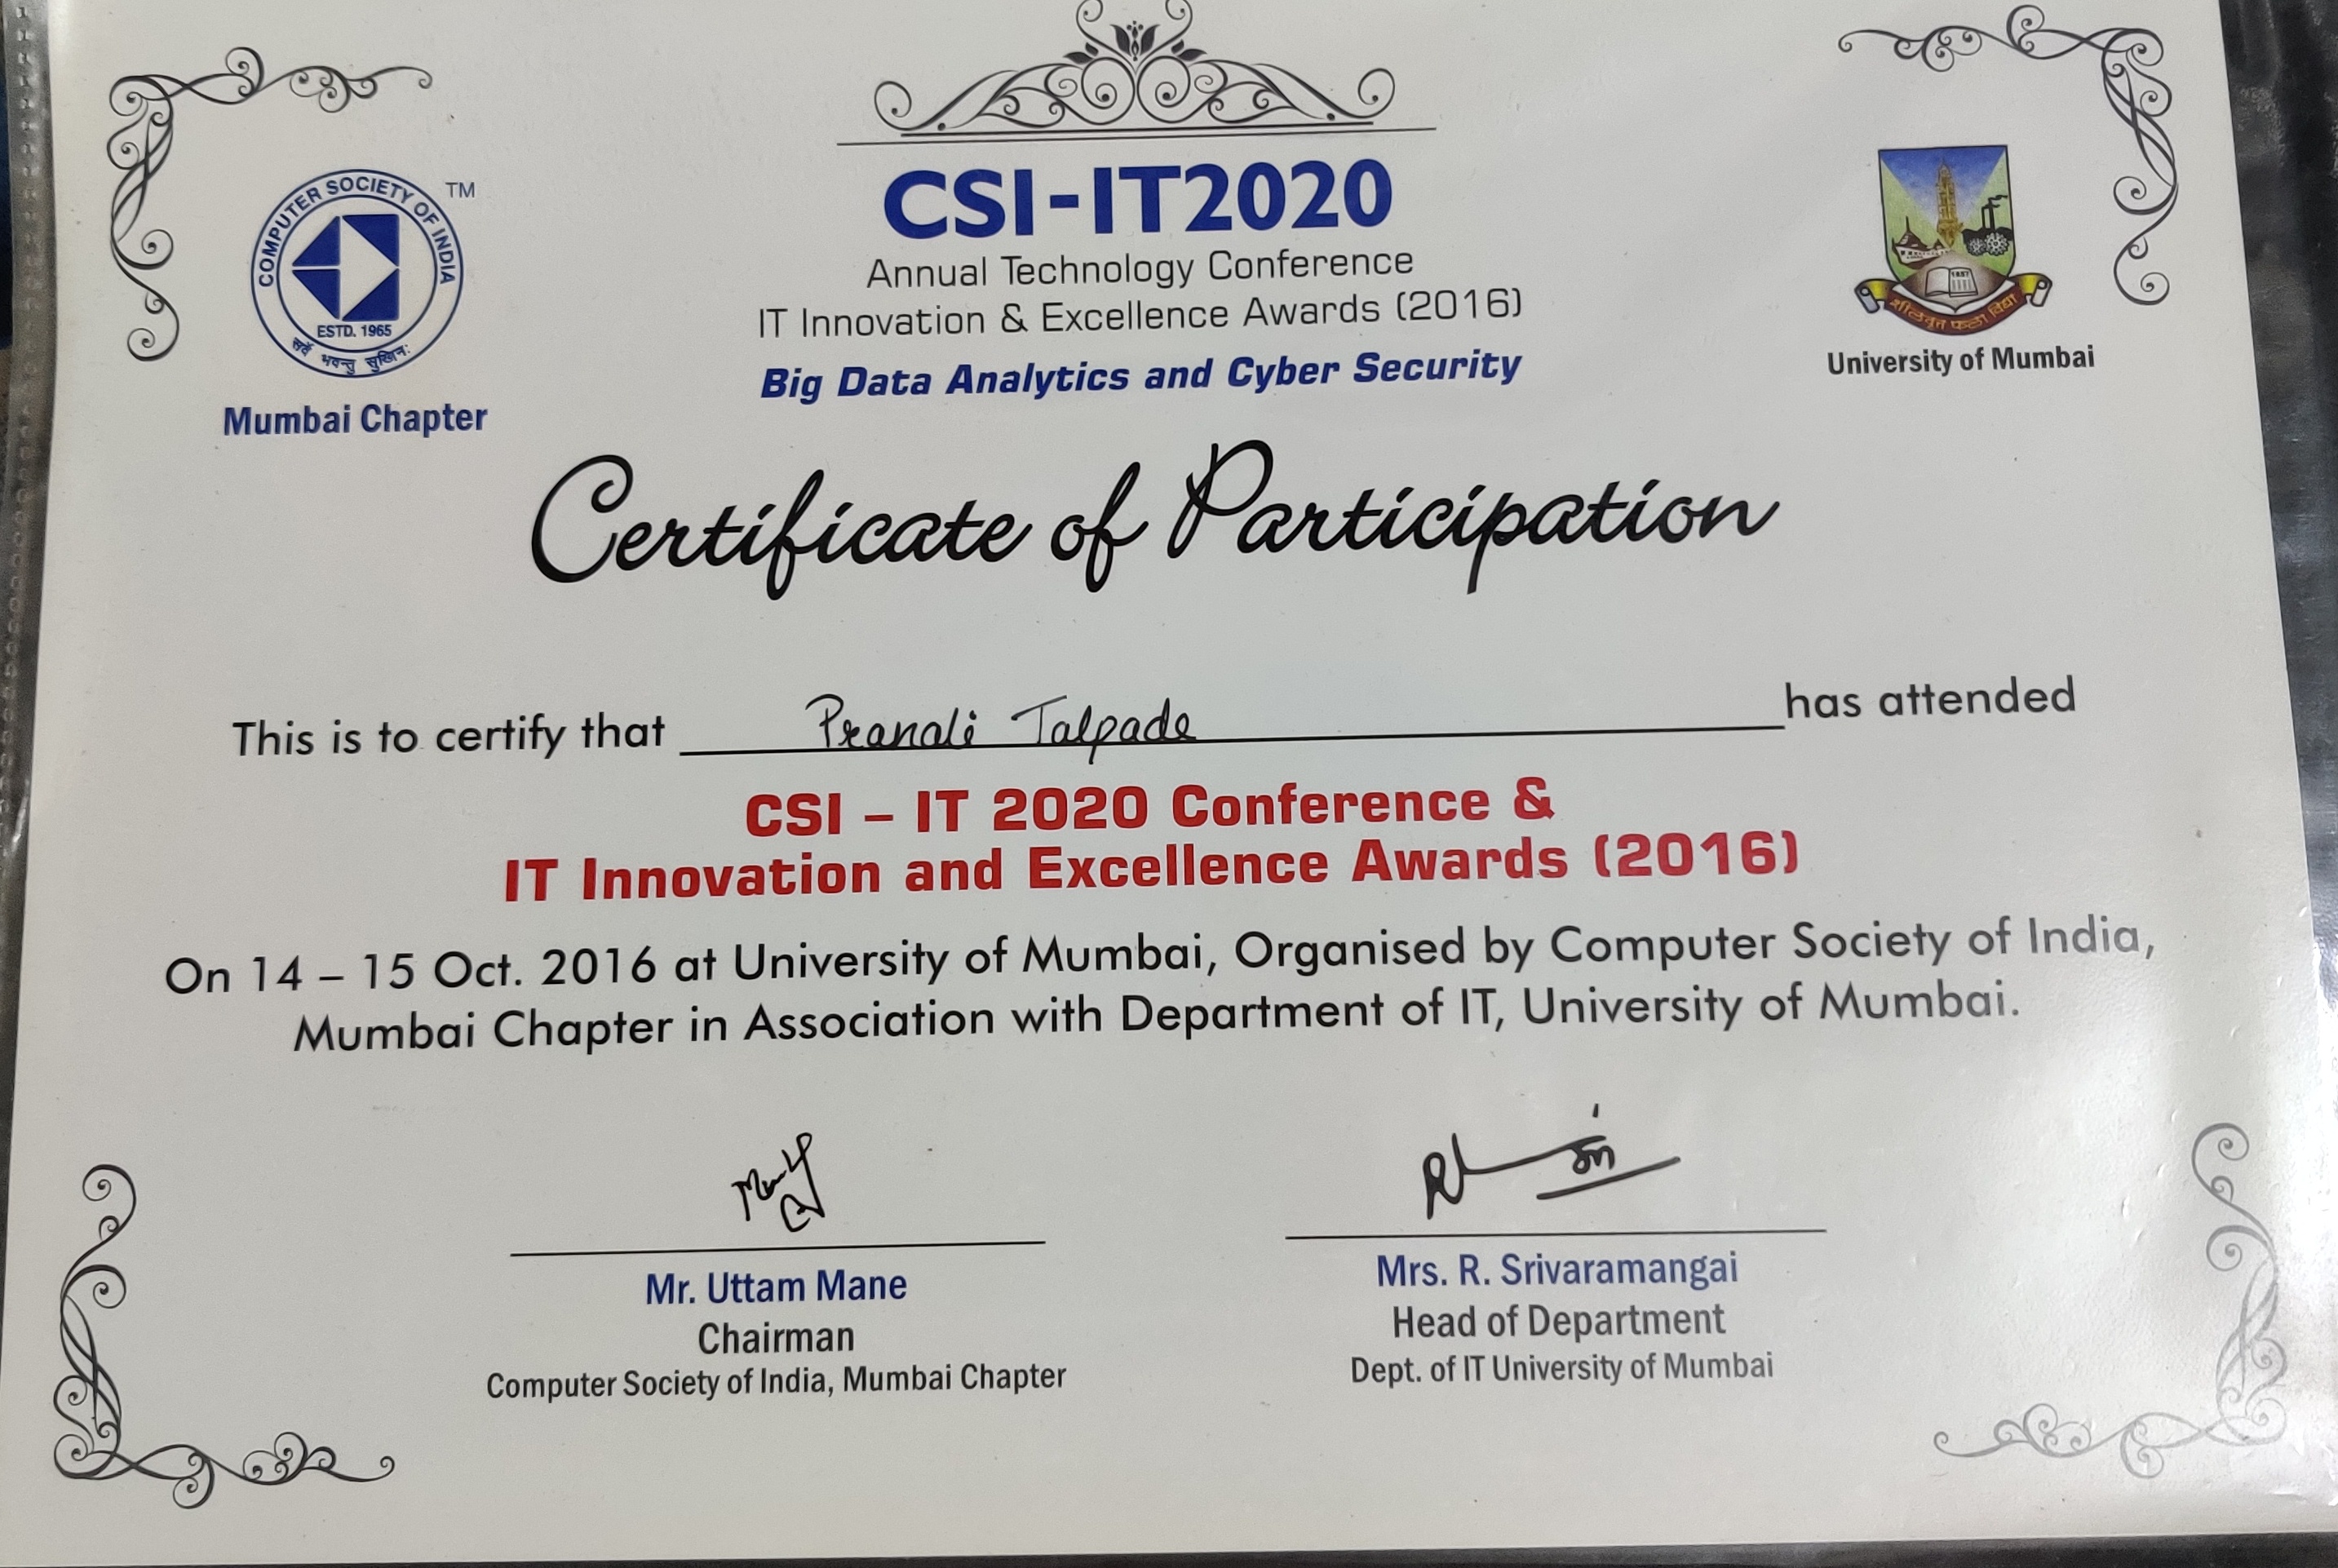 CSI-IT2020
Annual Technology Conference
IT Innovation & Excellence Awards (2016)
Big Data Analytics and Cyber Security
COMPUTER SOCIETY OF INDIA
TM
ESTD. 1965
सर्वे भवन्तु सुखिनः
Mumbai Chapter
1857
शीलवृत्त फला विद्या
University of Mumbai
Certificate of Participation
This is to certify that Pranali Talpade has attended
CSI – IT 2020 Conference &
IT Innovation and Excellence Awards (2016)
On 14 – 15 Oct. 2016 at University of Mumbai, Organised by Computer Society of India,
Mumbai Chapter in Association with Department of IT, University of Mumbai.
Mr. Uttam Mane
Chairman
Computer Society of India, Mumbai Chapter
Mrs. R. Srivaramangai
Head of Department
Dept. of IT University of Mumbai